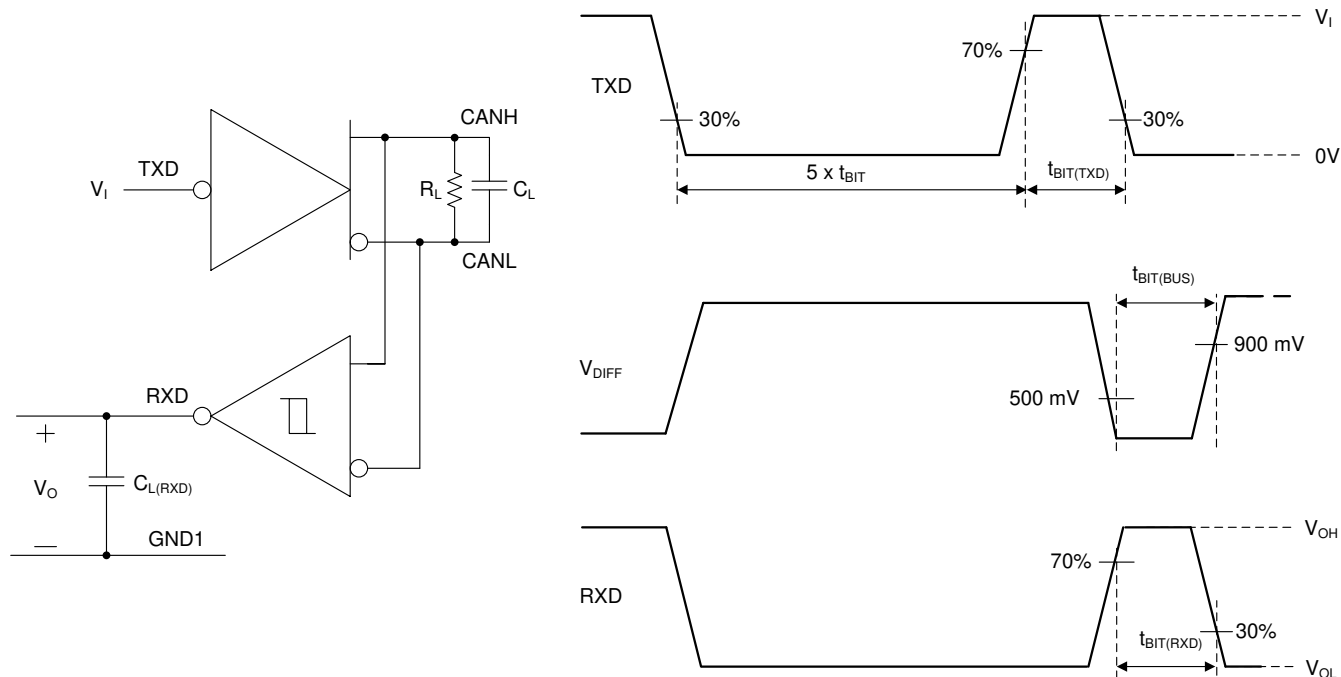 CANH
TXD
V_I
R_L
C_L
CANL
RXD
+
V_O
C_L(RXD)
—
GND1
V_I
70%
TXD
30%
30%
0V
5 x t_BIT
t_BIT(TXD)
t_BIT(BUS)
900 mV
V_DIFF
500 mV
V_OH
70%
RXD
30%
t_BIT(RXD)
V_OL